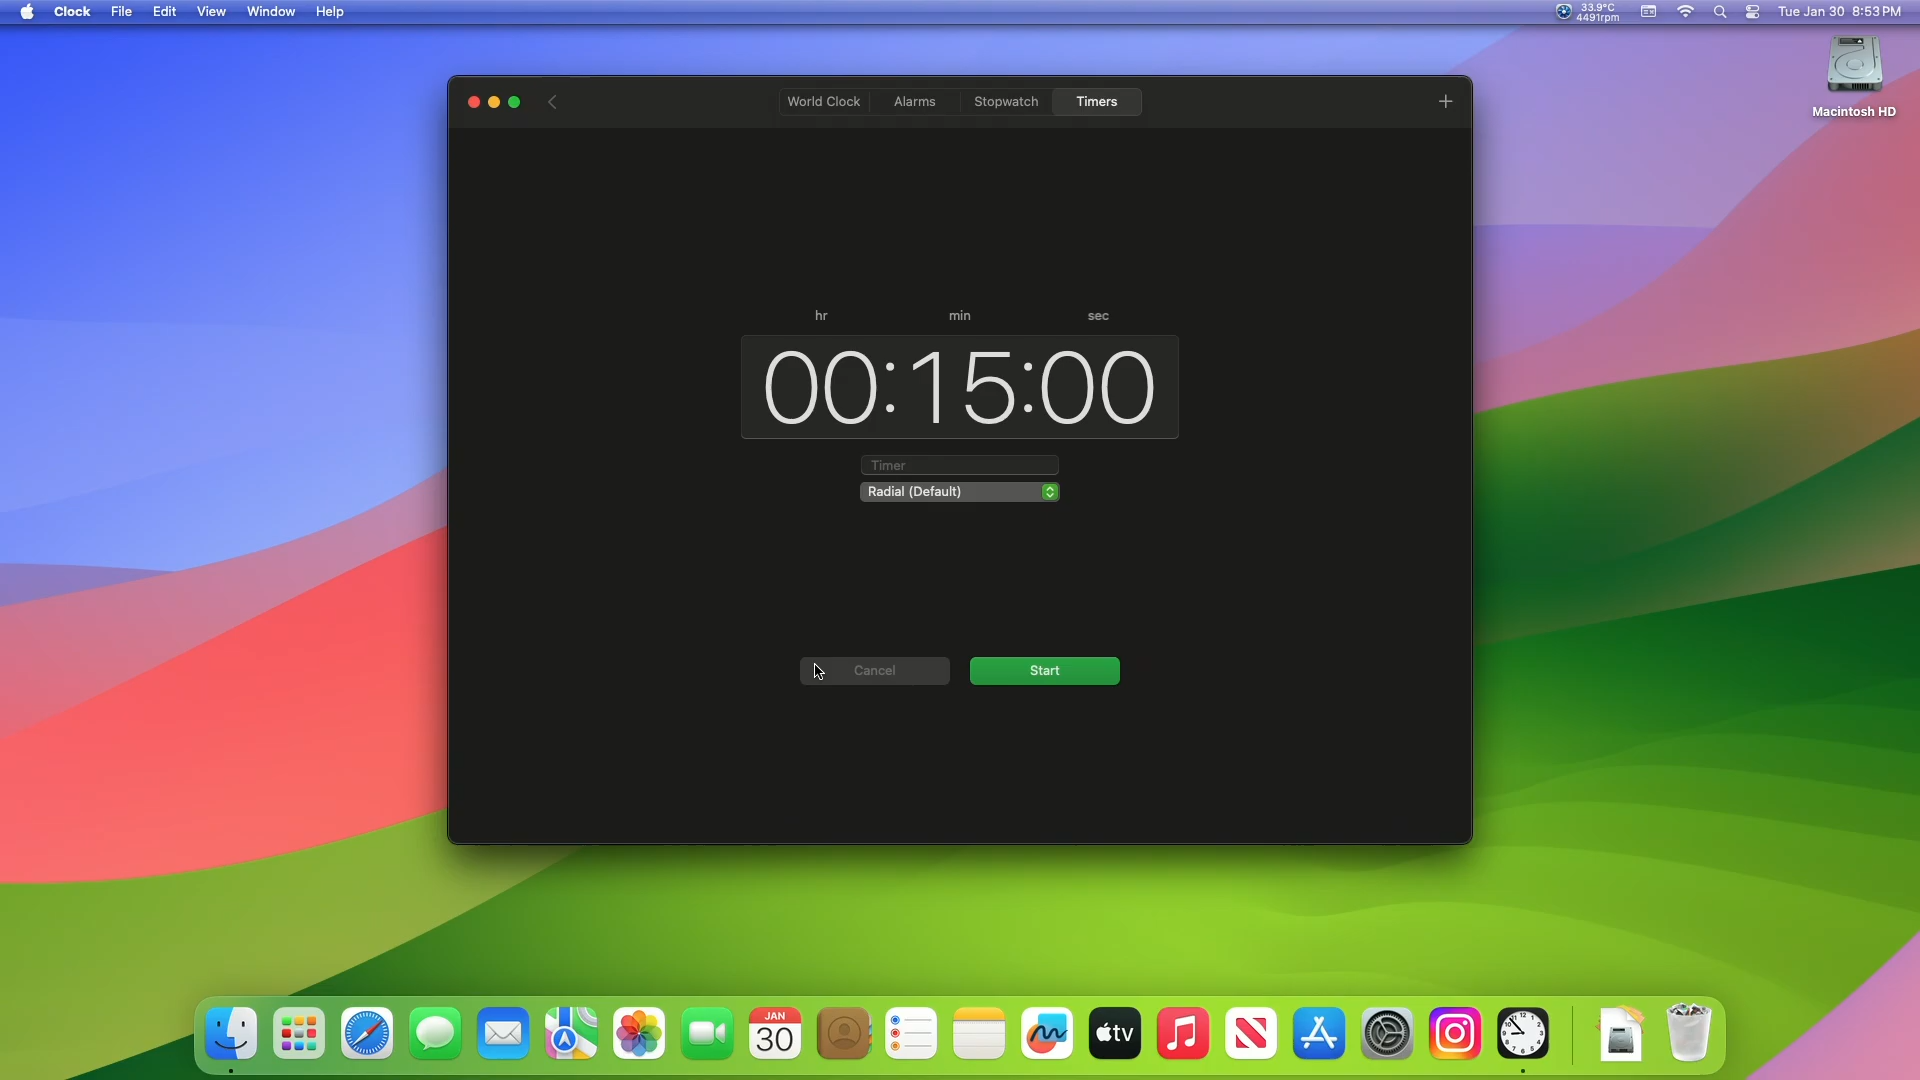 Clock File Edit View Window Help
33.9°C
4491rpm
Tue Jan 30 8:53 PM
Macintosh HD
World Clock Alarms Stopwatch Timers
hr min sec
00:15:00
Timer
Radial (Default)
Cancel Start
JAN
30
tv